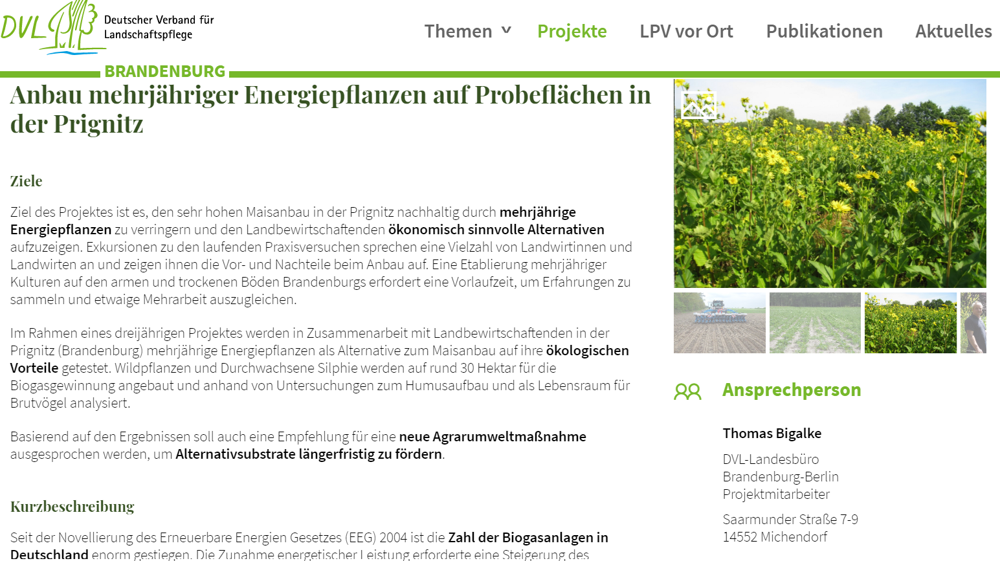 DVL
Deutscher Verband für
Landschaftspflege
Themen
Projekte
LPV vor Ort
Publikationen
Aktuelles
BRANDENBURG
Anbau mehrjähriger Energiepflanzen auf Probeflächen in
der Prignitz
Ziele
Ziel des Projektes ist es, den sehr hohen Maisanbau in der Prignitz nachhaltig durch mehrjährige
Energiepflanzen zu verringern und den Landbewirtschaftenden ökonomisch sinnvolle Alternativen
aufzuzeigen. Exkursionen zu den laufenden Praxisversuchen sprechen eine Vielzahl von Landwirtinnen und
Landwirten an und zeigen ihnen die Vor- und Nachteile beim Anbau auf. Eine Etablierung mehrjähriger
Kulturen auf den armen und trockenen Böden Brandenburgs erfordert eine Vorlaufzeit, um Erfahrungen zu
sammeln und etwaige Mehrarbeit auszugleichen.
Im Rahmen eines dreijährigen Projektes werden in Zusammenarbeit mit Landbewirtschaftenden in der
Prignitz (Brandenburg) mehrjährige Energiepflanzen als Alternative zum Maisanbau auf ihre ökologischen
Vorteile getestet. Wildpflanzen und Durchwachsene Silphie werden auf rund 30 Hektar für die
Biogasgewinnung angebaut und anhand von Untersuchungen zum Humusaufbau und als Lebensraum für
Brutvögel analysiert.
Basierend auf den Ergebnissen soll auch eine Empfehlung für eine neue Agrarumweltmaßnahme
ausgesprochen werden, um Alternativsubstrate längerfristig zu fördern.
Kurzbeschreibung
Seit der Novellierung des Erneuerbare Energien Gesetzes (EEG) 2004 ist die Zahl der Biogasanlagen in
Deutschland enorm gestiegen. Die Zunahme energetischer Leistung erforderte eine Steigerung des
Ansprechperson
Thomas Bigalke
DVL-Landesbüro
Brandenburg-Berlin
Projektmitarbeiter
Saarmunder Straße 7-9
14552 Michendorf